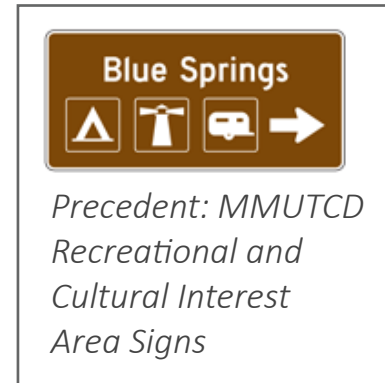 Blue Springs
Precedent: MMUTCD
Recreational and
Cultural Interest
Area Signs